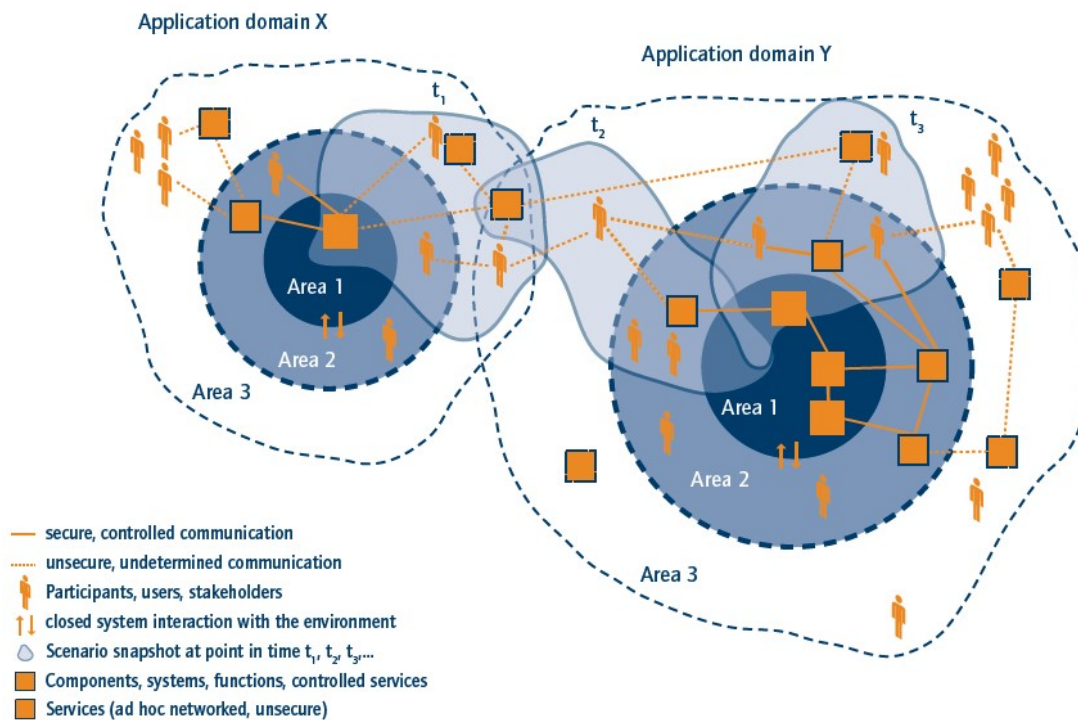 Application domain X
Application domain Y
t₁
t₂
t₃
Area 1
Area 2
Area 3
Area 1
Area 2
Area 3
secure, controlled communication
unsecure, undetermined communication
Participants, users, stakeholders
closed system interaction with the environment
Scenario snapshot at point in time t₁, t₂, t₃,...
Components, systems, functions, controlled services
Services (ad hoc networked, unsecure)